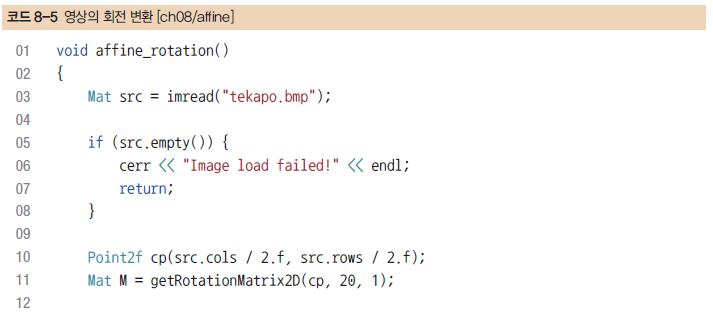 코드 8-5 영상의 회전 변환 [ch08/affine]
01 void affine_rotation()
02 {
03     Mat src = imread("tekapo.bmp");
04
05     if (src.empty()) {
06         cerr << "Image load failed!" << endl;
07         return;
08     }
09
10     Point2f cp(src.cols / 2.f, src.rows / 2.f);
11     Mat M = getRotationMatrix2D(cp, 20, 1);
12